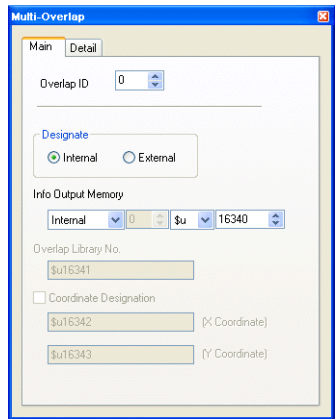 Multi-Overlap
Main Detail
Overlap ID 0
Designate
Internal External
Info Output Memory
Internal 0 $u 16340
Overlap Library No.
$u16341
Coordinate Designation
$u16342 (X Coordinate)
$u16343 (Y Coordinate)